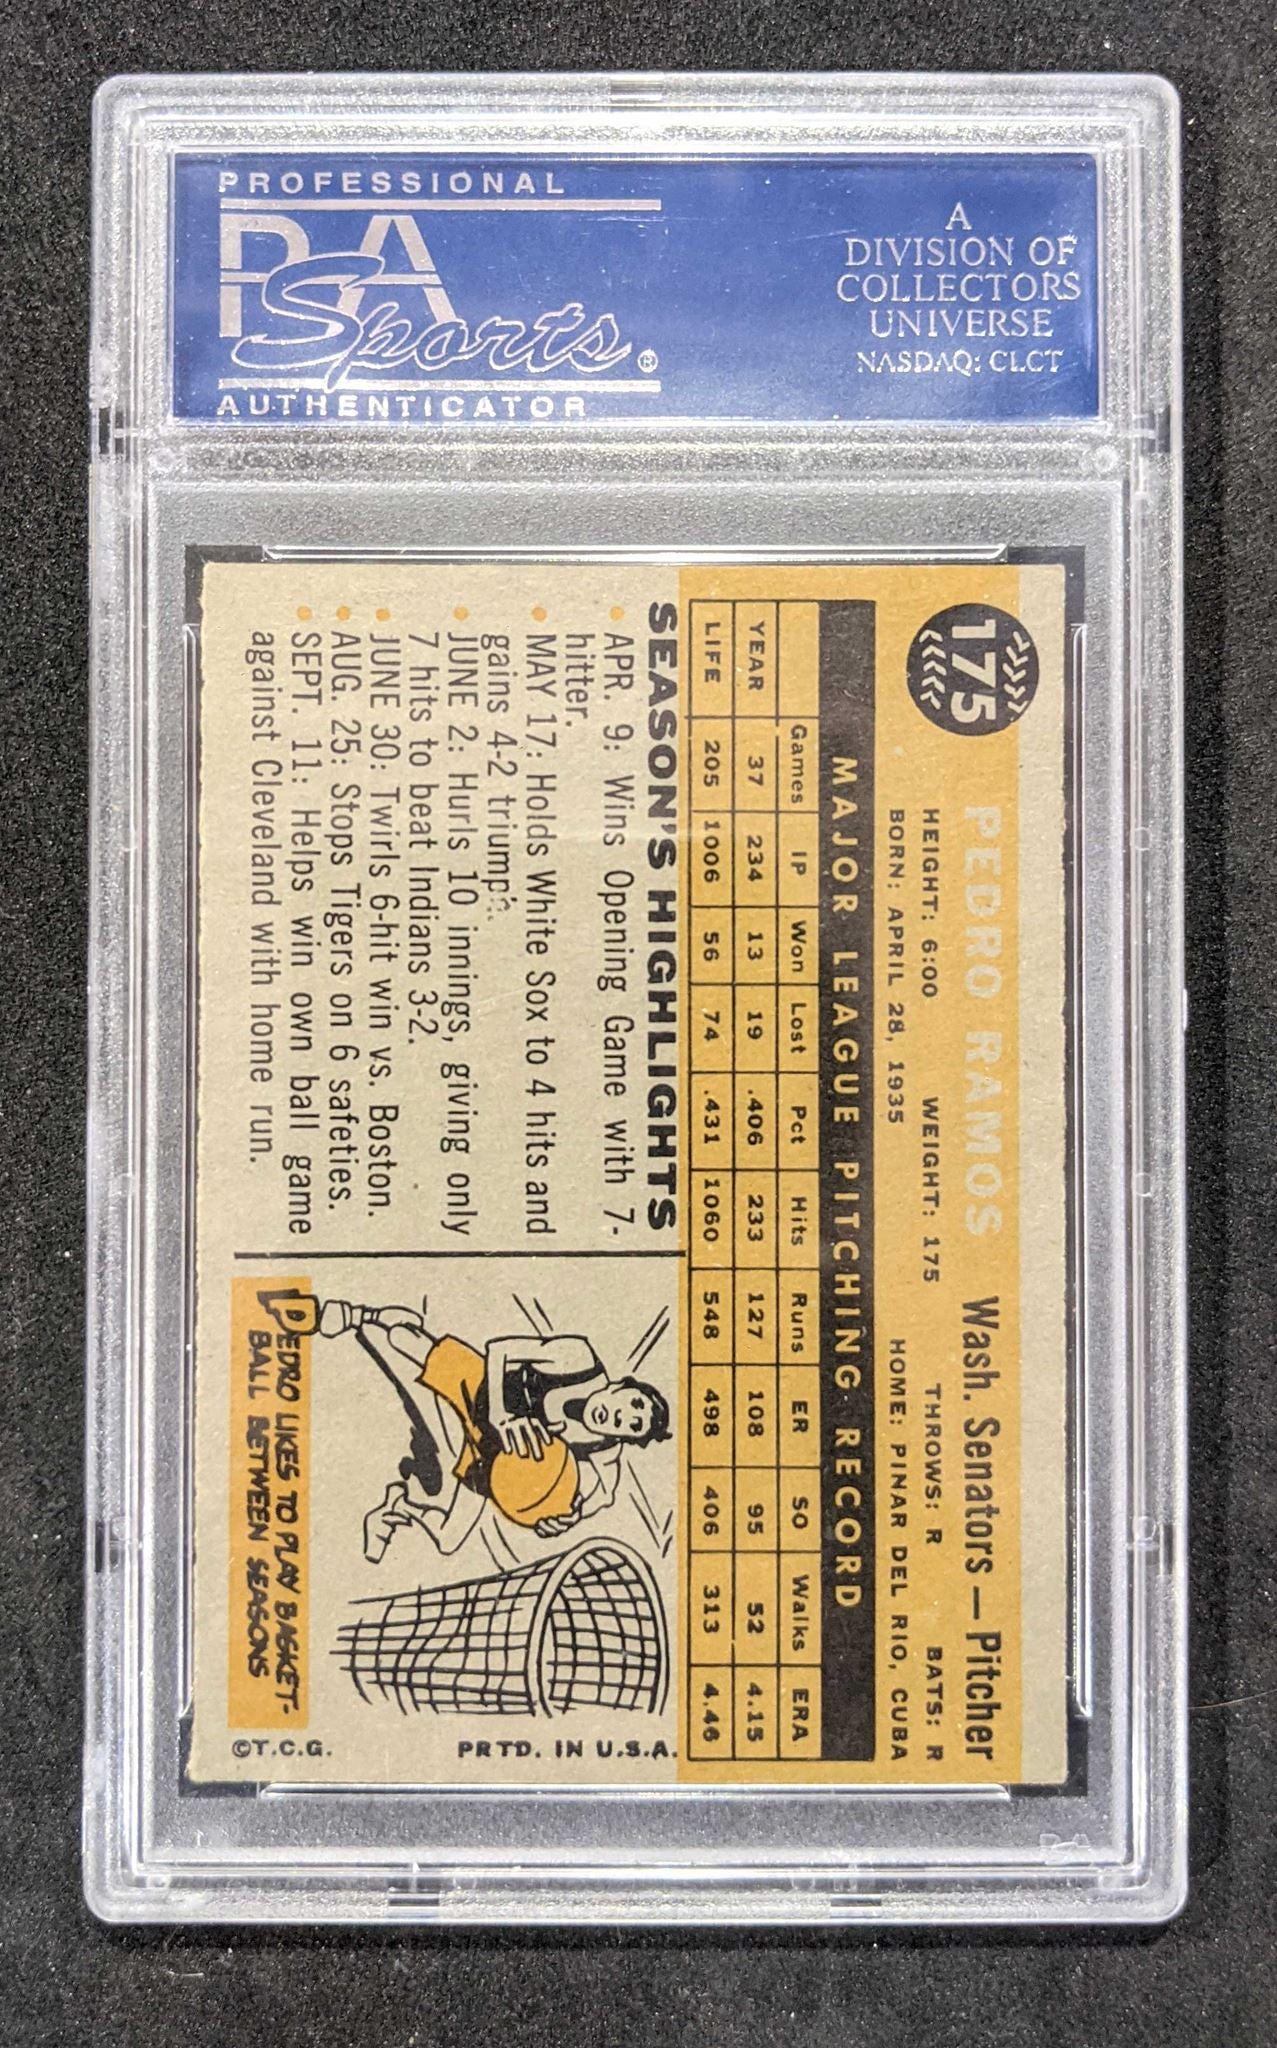 PROFESSIONAL
PSA
Sports®
AUTHENTICATOR
A
DIVISION OF
COLLECTORS
UNIVERSE
NASDAQ: CLCT
175
PEDRO RAMOS Wash. Senators — Pitcher
HEIGHT: 6:00 WEIGHT: 175 THROWS: R BATS: R
BORN: APRIL 28, 1935 HOME: PINAR DEL RIO, CUBA
MAJOR LEAGUE PITCHING RECORD
Games IP Won Lost Pct Hits Runs ER SO Walks ERA
YEAR 37 234 13 19 .406 233 127 108 95 52 4.15
LIFE 205 1006 56 74 .431 1060 548 498 406 313 4.46
SEASON'S HIGHLIGHTS
• APR. 9: Wins Opening Game with 7-
hitter.
• MAY 17: Holds White Sox to 4 hits and
gains 4-2 triumph.
• JUNE 2: Hurls 10 innings, giving only
7 hits to beat Indians 3-2.
• JUNE 30: Twirls 6-hit win vs. Boston.
• AUG. 25: Stops Tigers on 6 safeties.
• SEPT. 11: Helps win own ball game
against Cleveland with home run.
PEDRO LIKES TO PLAY BASKET-
BALL BETWEEN SEASONS
PRTD. IN U.S.A.
©T.C.G.
PSA